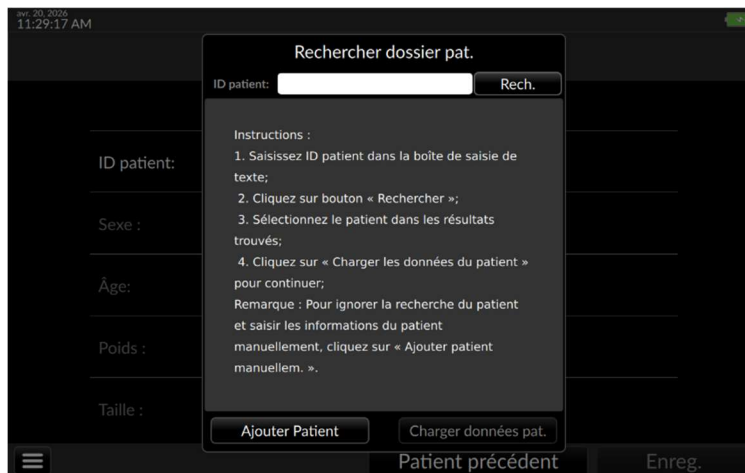 avr. 20, 2026
11:29:17 AM
Rechercher dossier pat.
ID patient:
Rech.
Instructions :
1. Saisissez ID patient dans la boîte de saisie de
texte;
2. Cliquez sur bouton « Rechercher »;
3. Sélectionnez le patient dans les résultats
trouvés;
4. Cliquez sur « Charger les données du patient »
pour continuer;
Remarque : Pour ignorer la recherche du patient
et saisir les informations du patient
manuellement, cliquez sur « Ajouter patient
manuellem. ».
Ajouter Patient
Charger données pat.
ID patient:
Sexe :
Âge:
Poids :
Taille :
Patient précédent
Enreg.